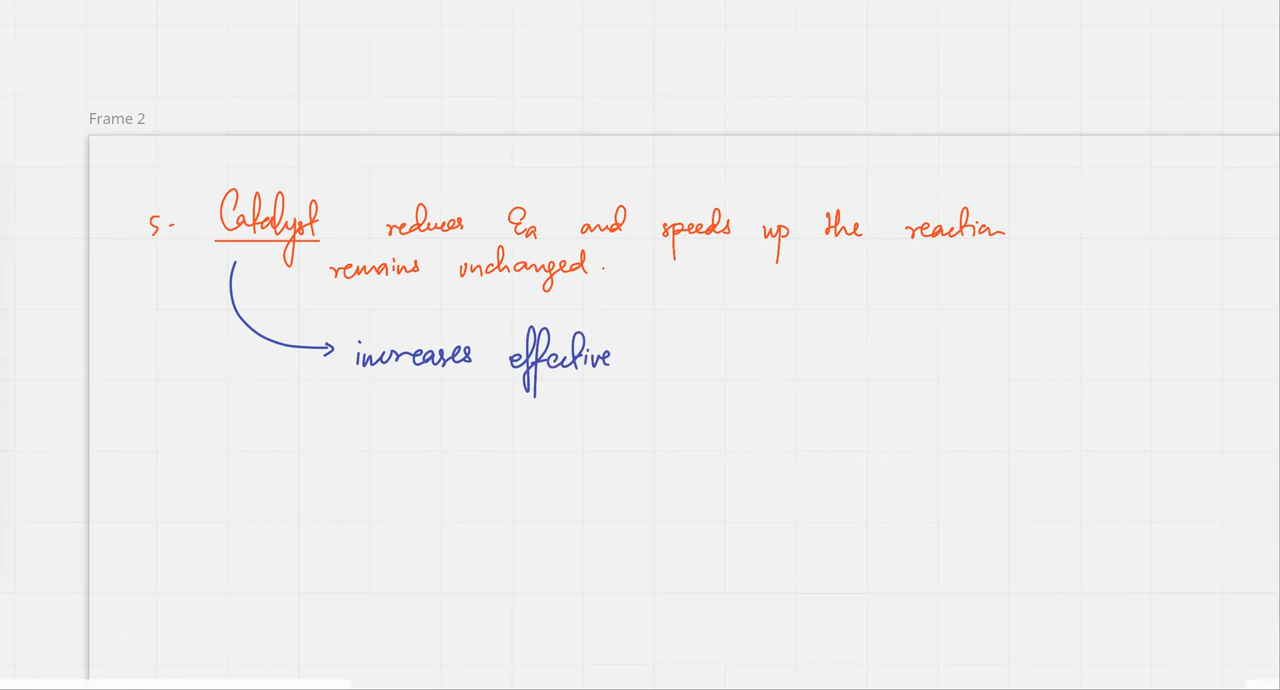 Frame 2
5. Catalyst reduces Ea and speeds up the reaction
remains unchanged.
increases effective